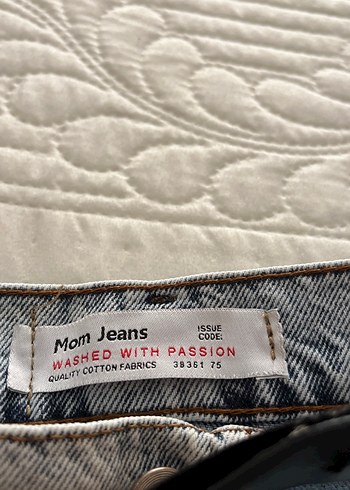 Mom Jeans
ISSUE
CODE:
WASHED WITH PASSION
QUALITY COTTON FABRICS 38361 75